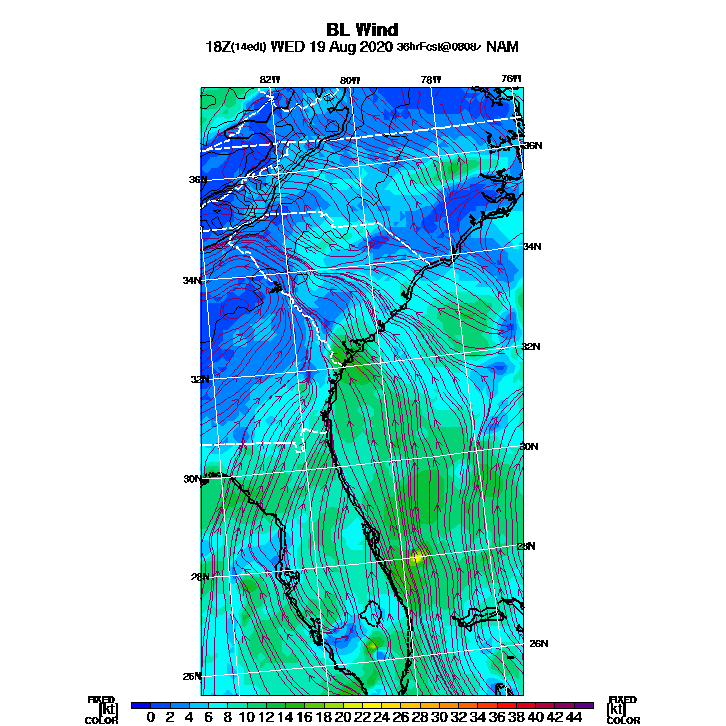 BL Wind
18Z(14edt) WED 19 Aug 2020 36hrFcst@0808z NAM
82W 80W 78W 76W
36N 36N
34N 34N
32N 32N
30N 30N
28N 28N
26N 26N
FIXED FIXED
[kt] 0 2 4 6 8 10 12 14 16 18 20 22 24 26 28 30 32 34 36 38 40 42 44 [kt]
COLOR COLOR